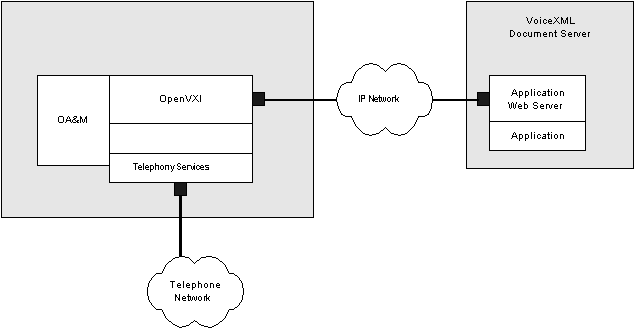 VoiceXML
Document Server
OpenVXI
OA&M
Telephony Services
IP Network
Application
Web Server
Application
Telephone
Network